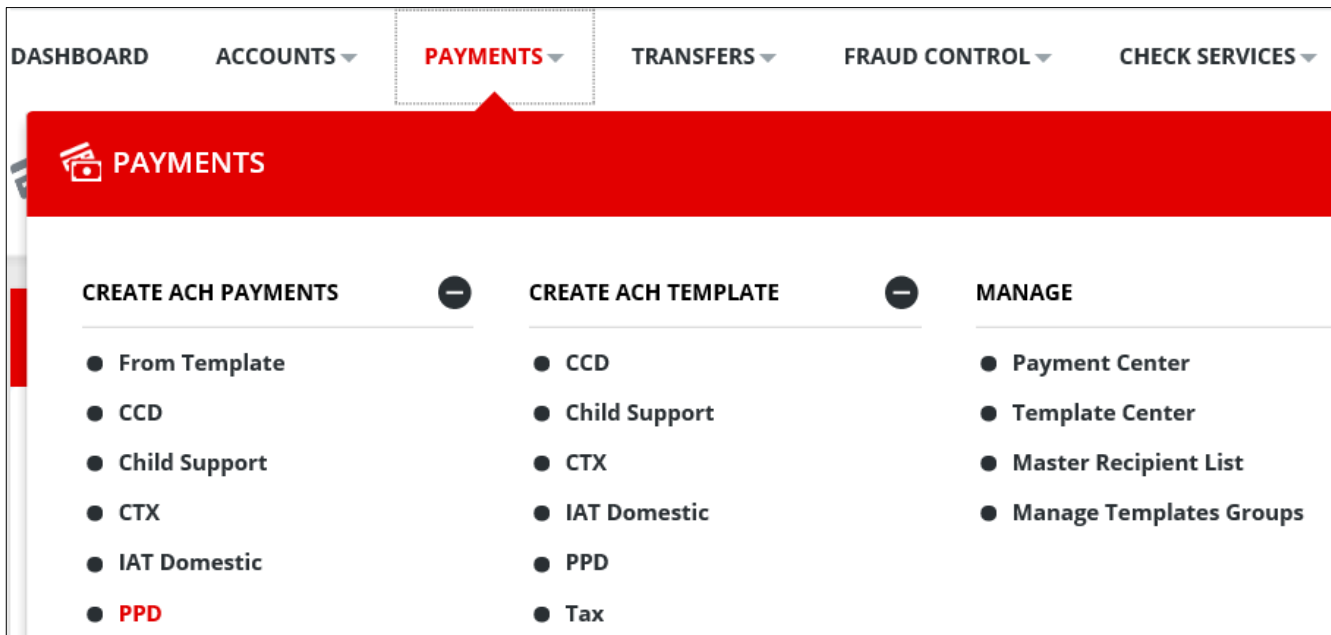 DASHBOARD ACCOUNTS PAYMENTS TRANSFERS FRAUD CONTROL CHECK SERVICES
PAYMENTS
CREATE ACH PAYMENTS
From Template
CCD
Child Support
CTX
IAT Domestic
PPD
CREATE ACH TEMPLATE
CCD
Child Support
CTX
IAT Domestic
PPD
Tax
MANAGE
Payment Center
Template Center
Master Recipient List
Manage Templates Groups